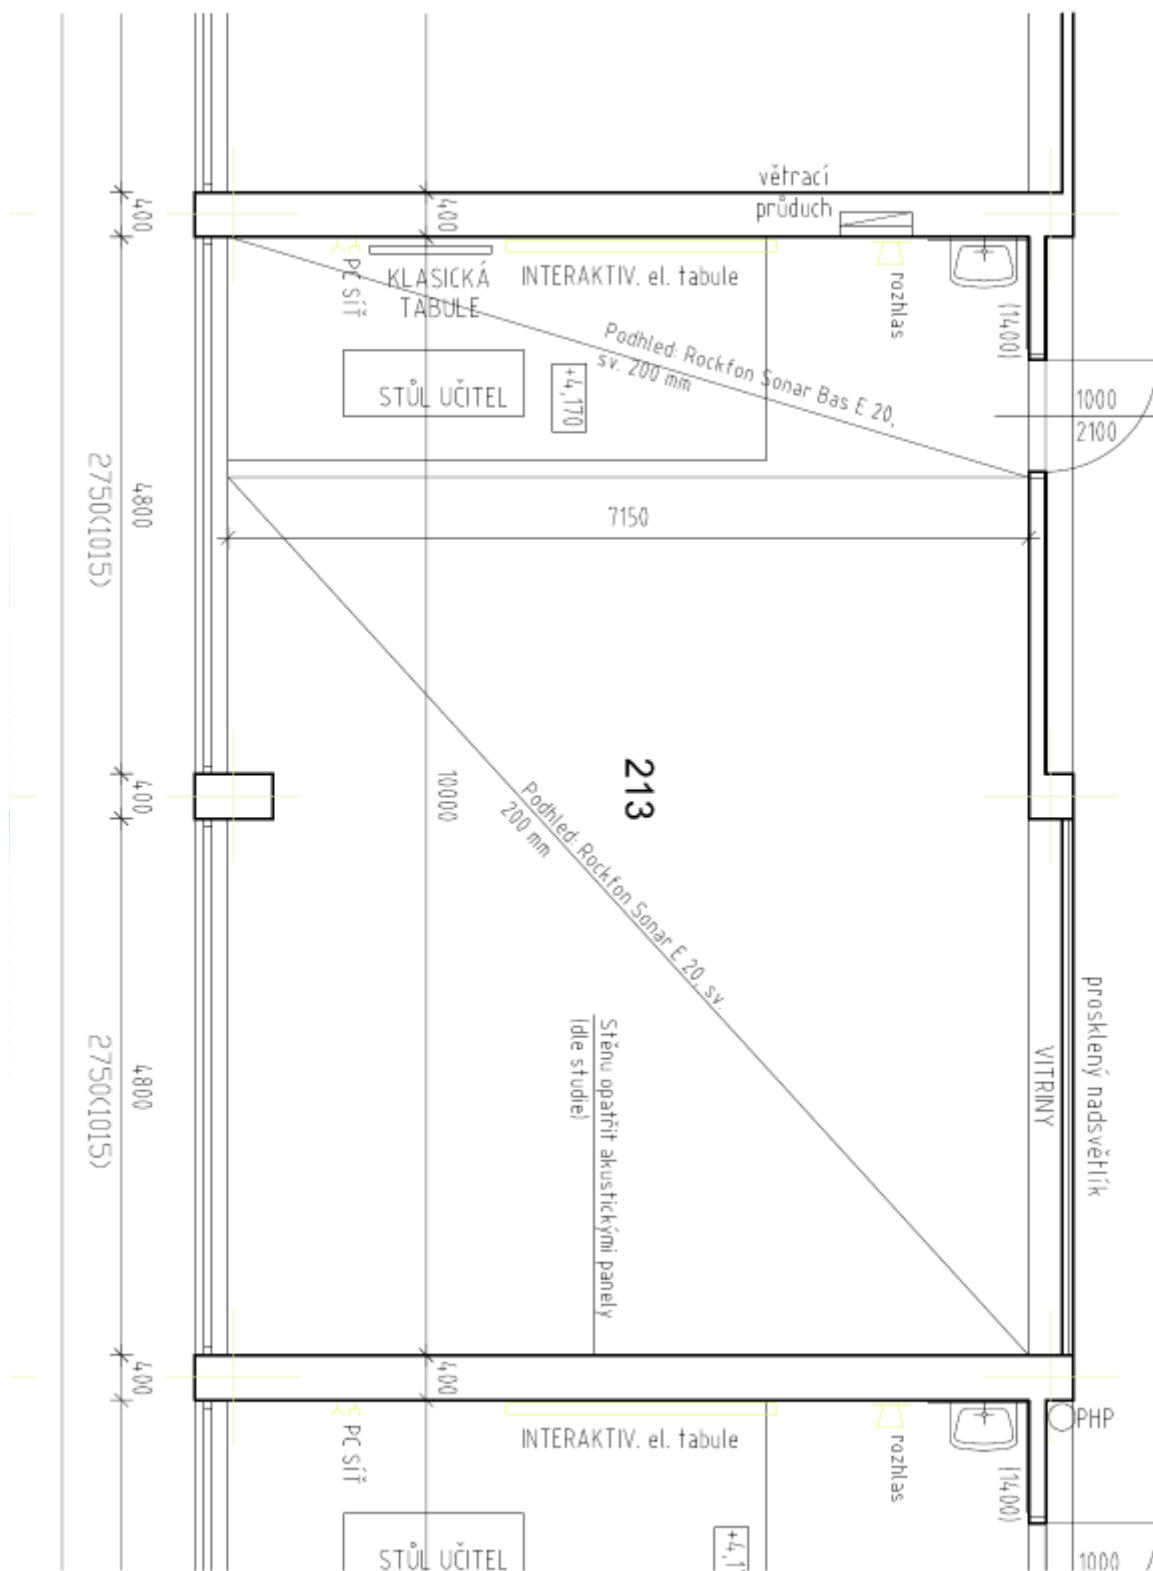 větrací
průduch
400
400
PC SÍŤ
KLASICKÁ
TABULE
INTERAKTIV. el. tabule
rozhlas
(1400)
Podhled: Rockfon Sonar Bas E 20,
sv. 200 mm
STŮL UČITEL
+4,170
1000
2100
2750(1015)
4800
7150
400
10000
213
Podhled: Rockfon Sonar E 20, sv.
200 mm
Stěnu opatřit akustickými panely
(dle studie)
VITRINY
prosklený nadsvětlík
2750(1015)
4800
400
400
PC SÍŤ
INTERAKTIV. el. tabule
rozhlas
(1400)
PHP
STŮL UČITEL
+4,1
1000